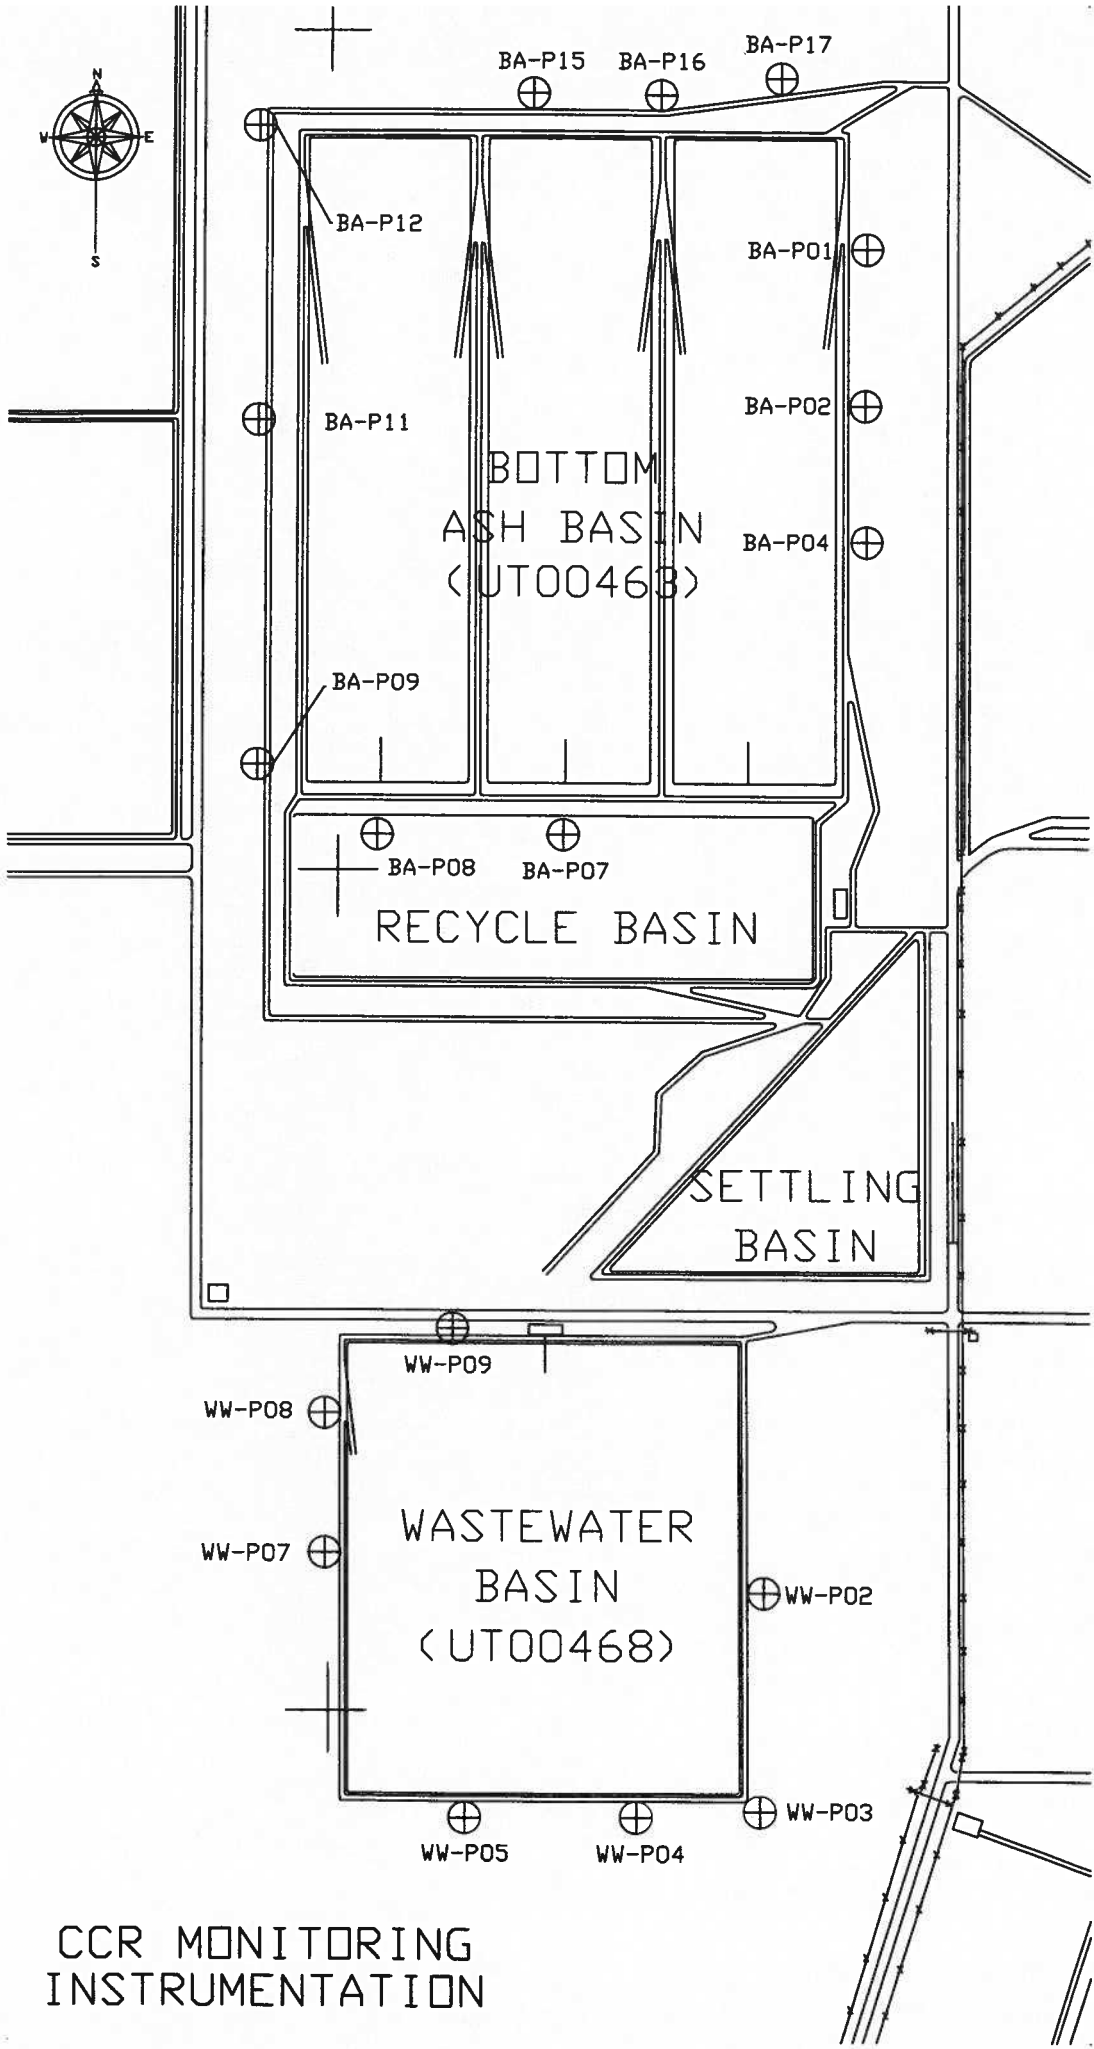 BA-P15
BA-P16
BA-P17
N
W
E
S
BA-P12
BA-P01
BA-P11
BA-P02
BOTTOM
ASH BASIN
(UT00463)
BA-P04
BA-P09
BA-P08
BA-P07
RECYCLE BASIN
SETTLING
BASIN
WW-P09
WW-P08
WASTEWATER
BASIN
(UT00468)
WW-P07
WW-P02
WW-P03
WW-P05
WW-P04
CCR MONITORING
INSTRUMENTATION